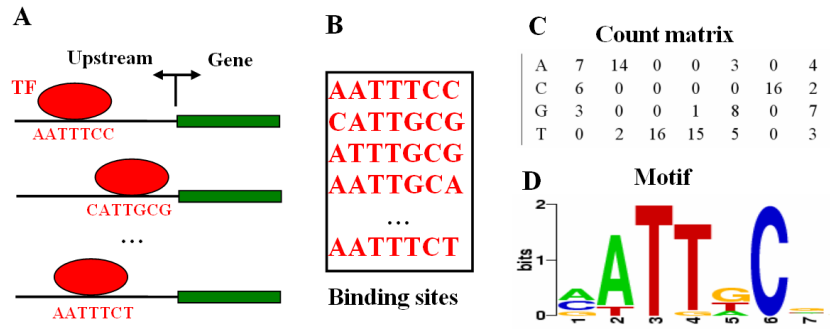 A
Upstream
Gene
TF
AATTTCC
CATTGCG
...
AATTTCT
B
AATTTCC
CATTGCG
ATTTGCG
AATTGCA
...
AATTTCT
Binding sites
C
Count matrix
A 7 14 0 0 3 0 4
C 6 0 0 0 0 16 2
G 3 0 0 1 8 0 7
T 0 2 16 15 5 0 3
D
Motif
bits
2
1
0
A C G
A T
T
T G
G T A
C
1 2 3 4 5 6 7